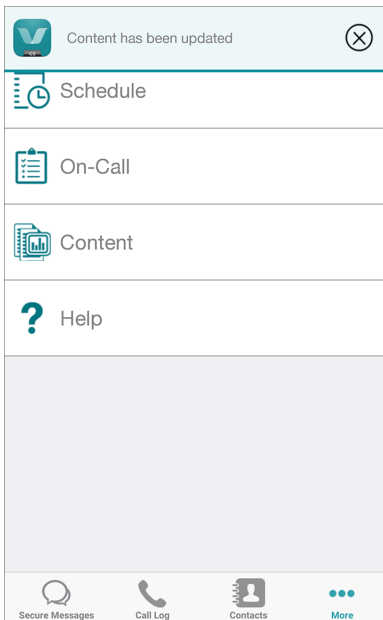 Content has been updated
Schedule
On-Call
Content
? Help
Secure Messages Call Log Contacts More